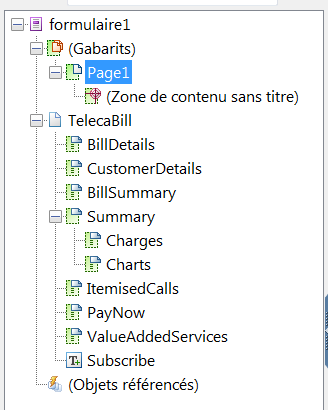 formulaire1
(Gabarits)
Page1
(Zone de contenu sans titre)
TelecaBill
BillDetails
CustomerDetails
BillSummary
Summary
Charges
Charts
ItemisedCalls
PayNow
ValueAddedServices
Subscribe
(Objets référencés)